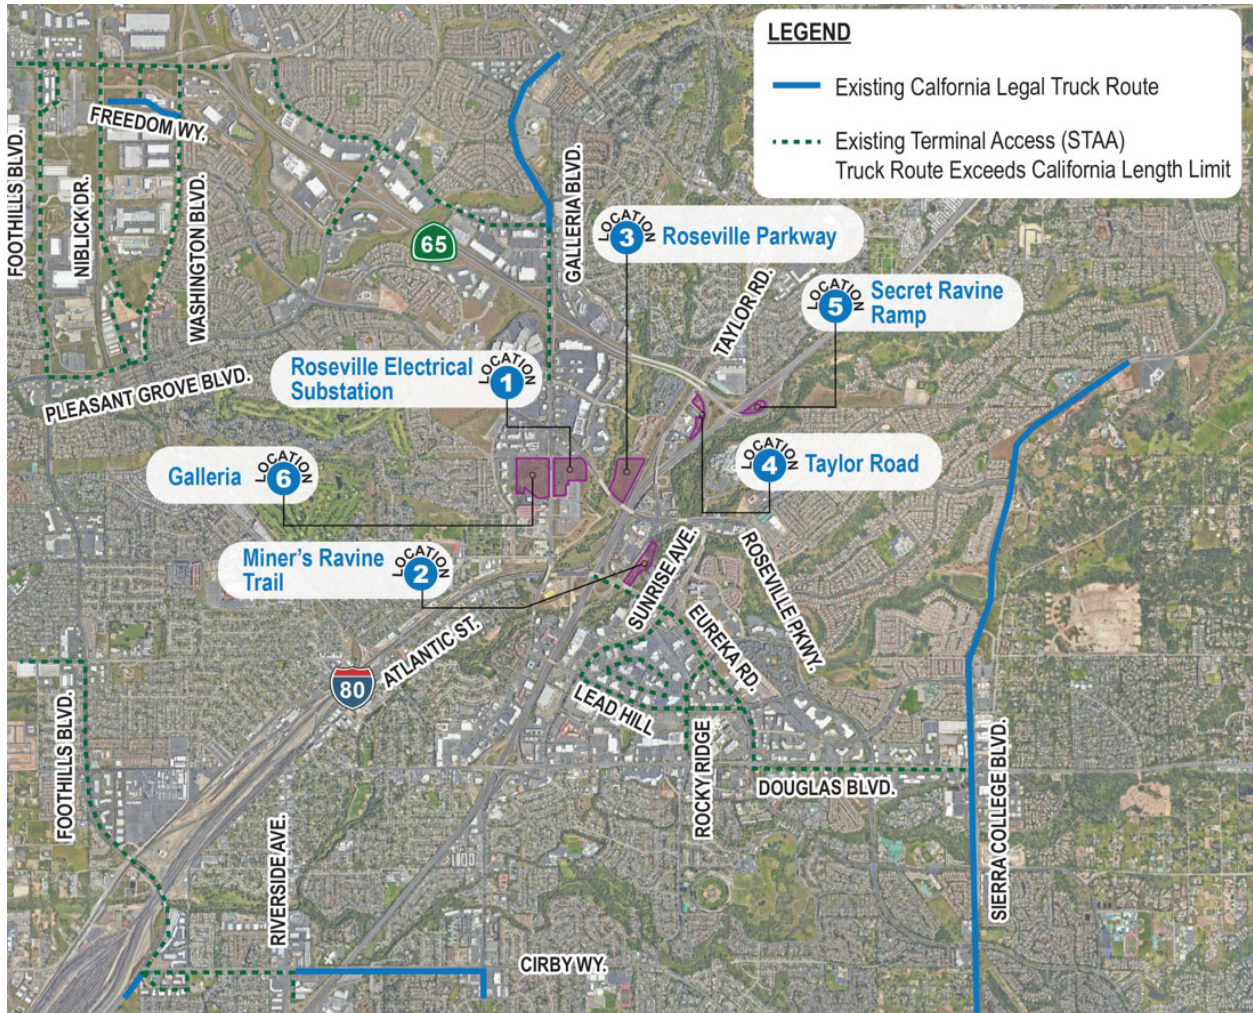 LEGEND
Existing Calfornia Legal Truck Route
Existing Terminal Access (STAA)
Truck Route Exceeds California Length Limit
FREEDOM WY.
FOOTHILLS BLVD.
NIBLICK DR.
WASHINGTON BLVD.
GALLERIA BLVD.
65
LOCATION
3
Roseville Parkway
TAYLOR RD.
LOCATION
5
Secret Ravine
Ramp
PLEASANT GROVE BLVD.
Roseville Electrical
Substation
LOCATION
1
Galleria
LOCATION
6
LOCATION
4
Taylor Road
Miner's Ravine
Trail
LOCATION
2
SUNRISE AVE.
ROSEVILLE PKWY.
EUREKA RD.
ATLANTIC ST.
80
LEAD HILL
FOOTHILLS BLVD.
ROCKY RIDGE
DOUGLAS BLVD.
SIERRA COLLEGE BLVD.
RIVERSIDE AVE.
CIRBY WY.